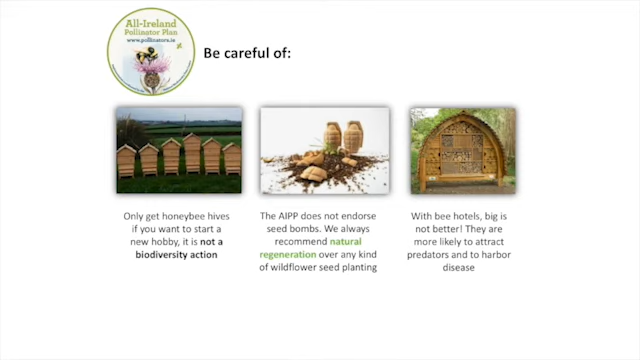 All-Ireland
Pollinator Plan
www.pollinators.ie
Be careful of:
Only get honeybee hives
if you want to start a
new hobby, it is not a
biodiversity action
The AIPP does not endorse
seed bombs. We always
recommend natural
regeneration over any kind
of wildflower seed planting
With bee hotels, big is
not better! They are
more likely to attract
predators and to harbor
disease